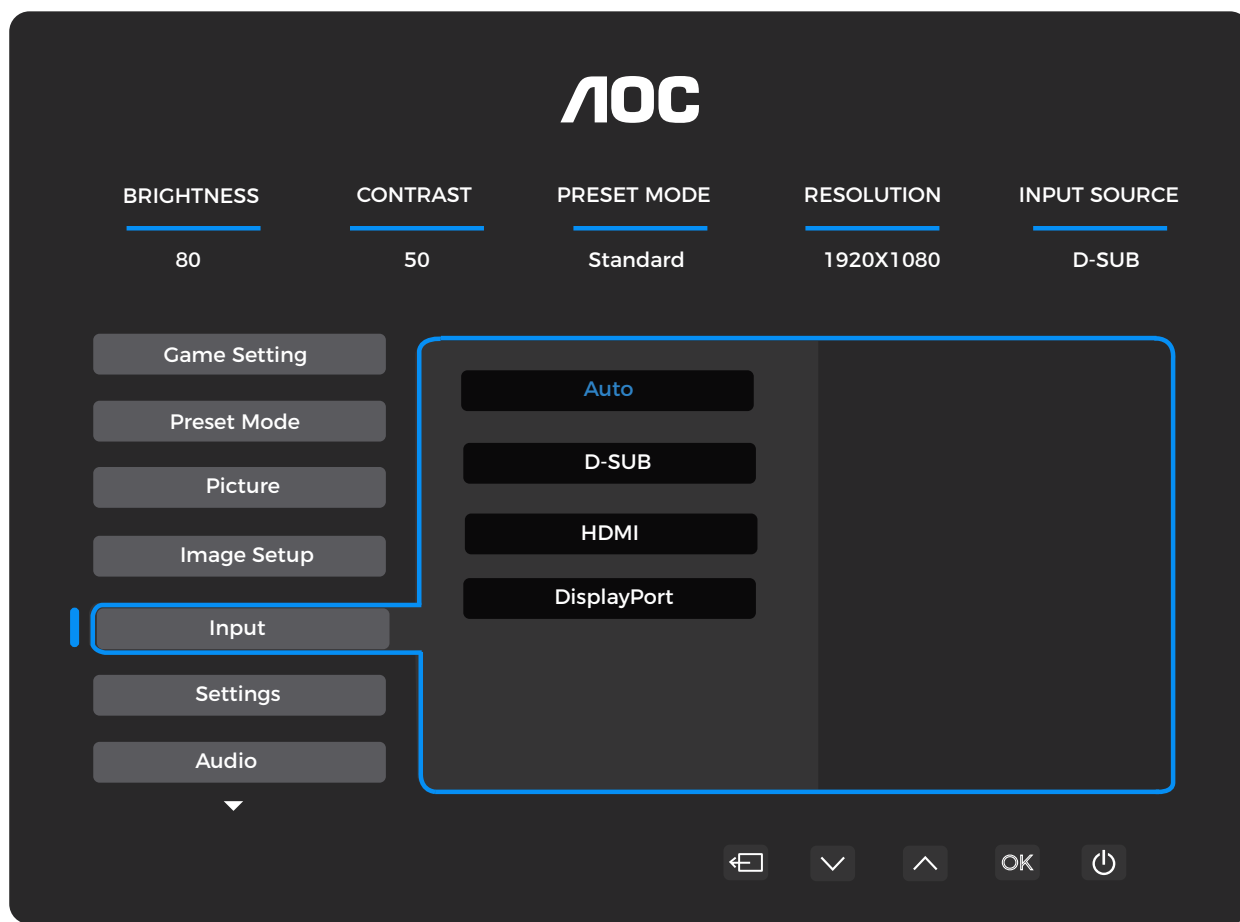 AOC
BRIGHTNESS CONTRAST PRESET MODE RESOLUTION INPUT SOURCE
80 50 Standard 1920X1080 D-SUB
Game Setting
Preset Mode
Picture
Image Setup
Input
Settings
Audio
Auto
D-SUB
HDMI
DisplayPort
OK